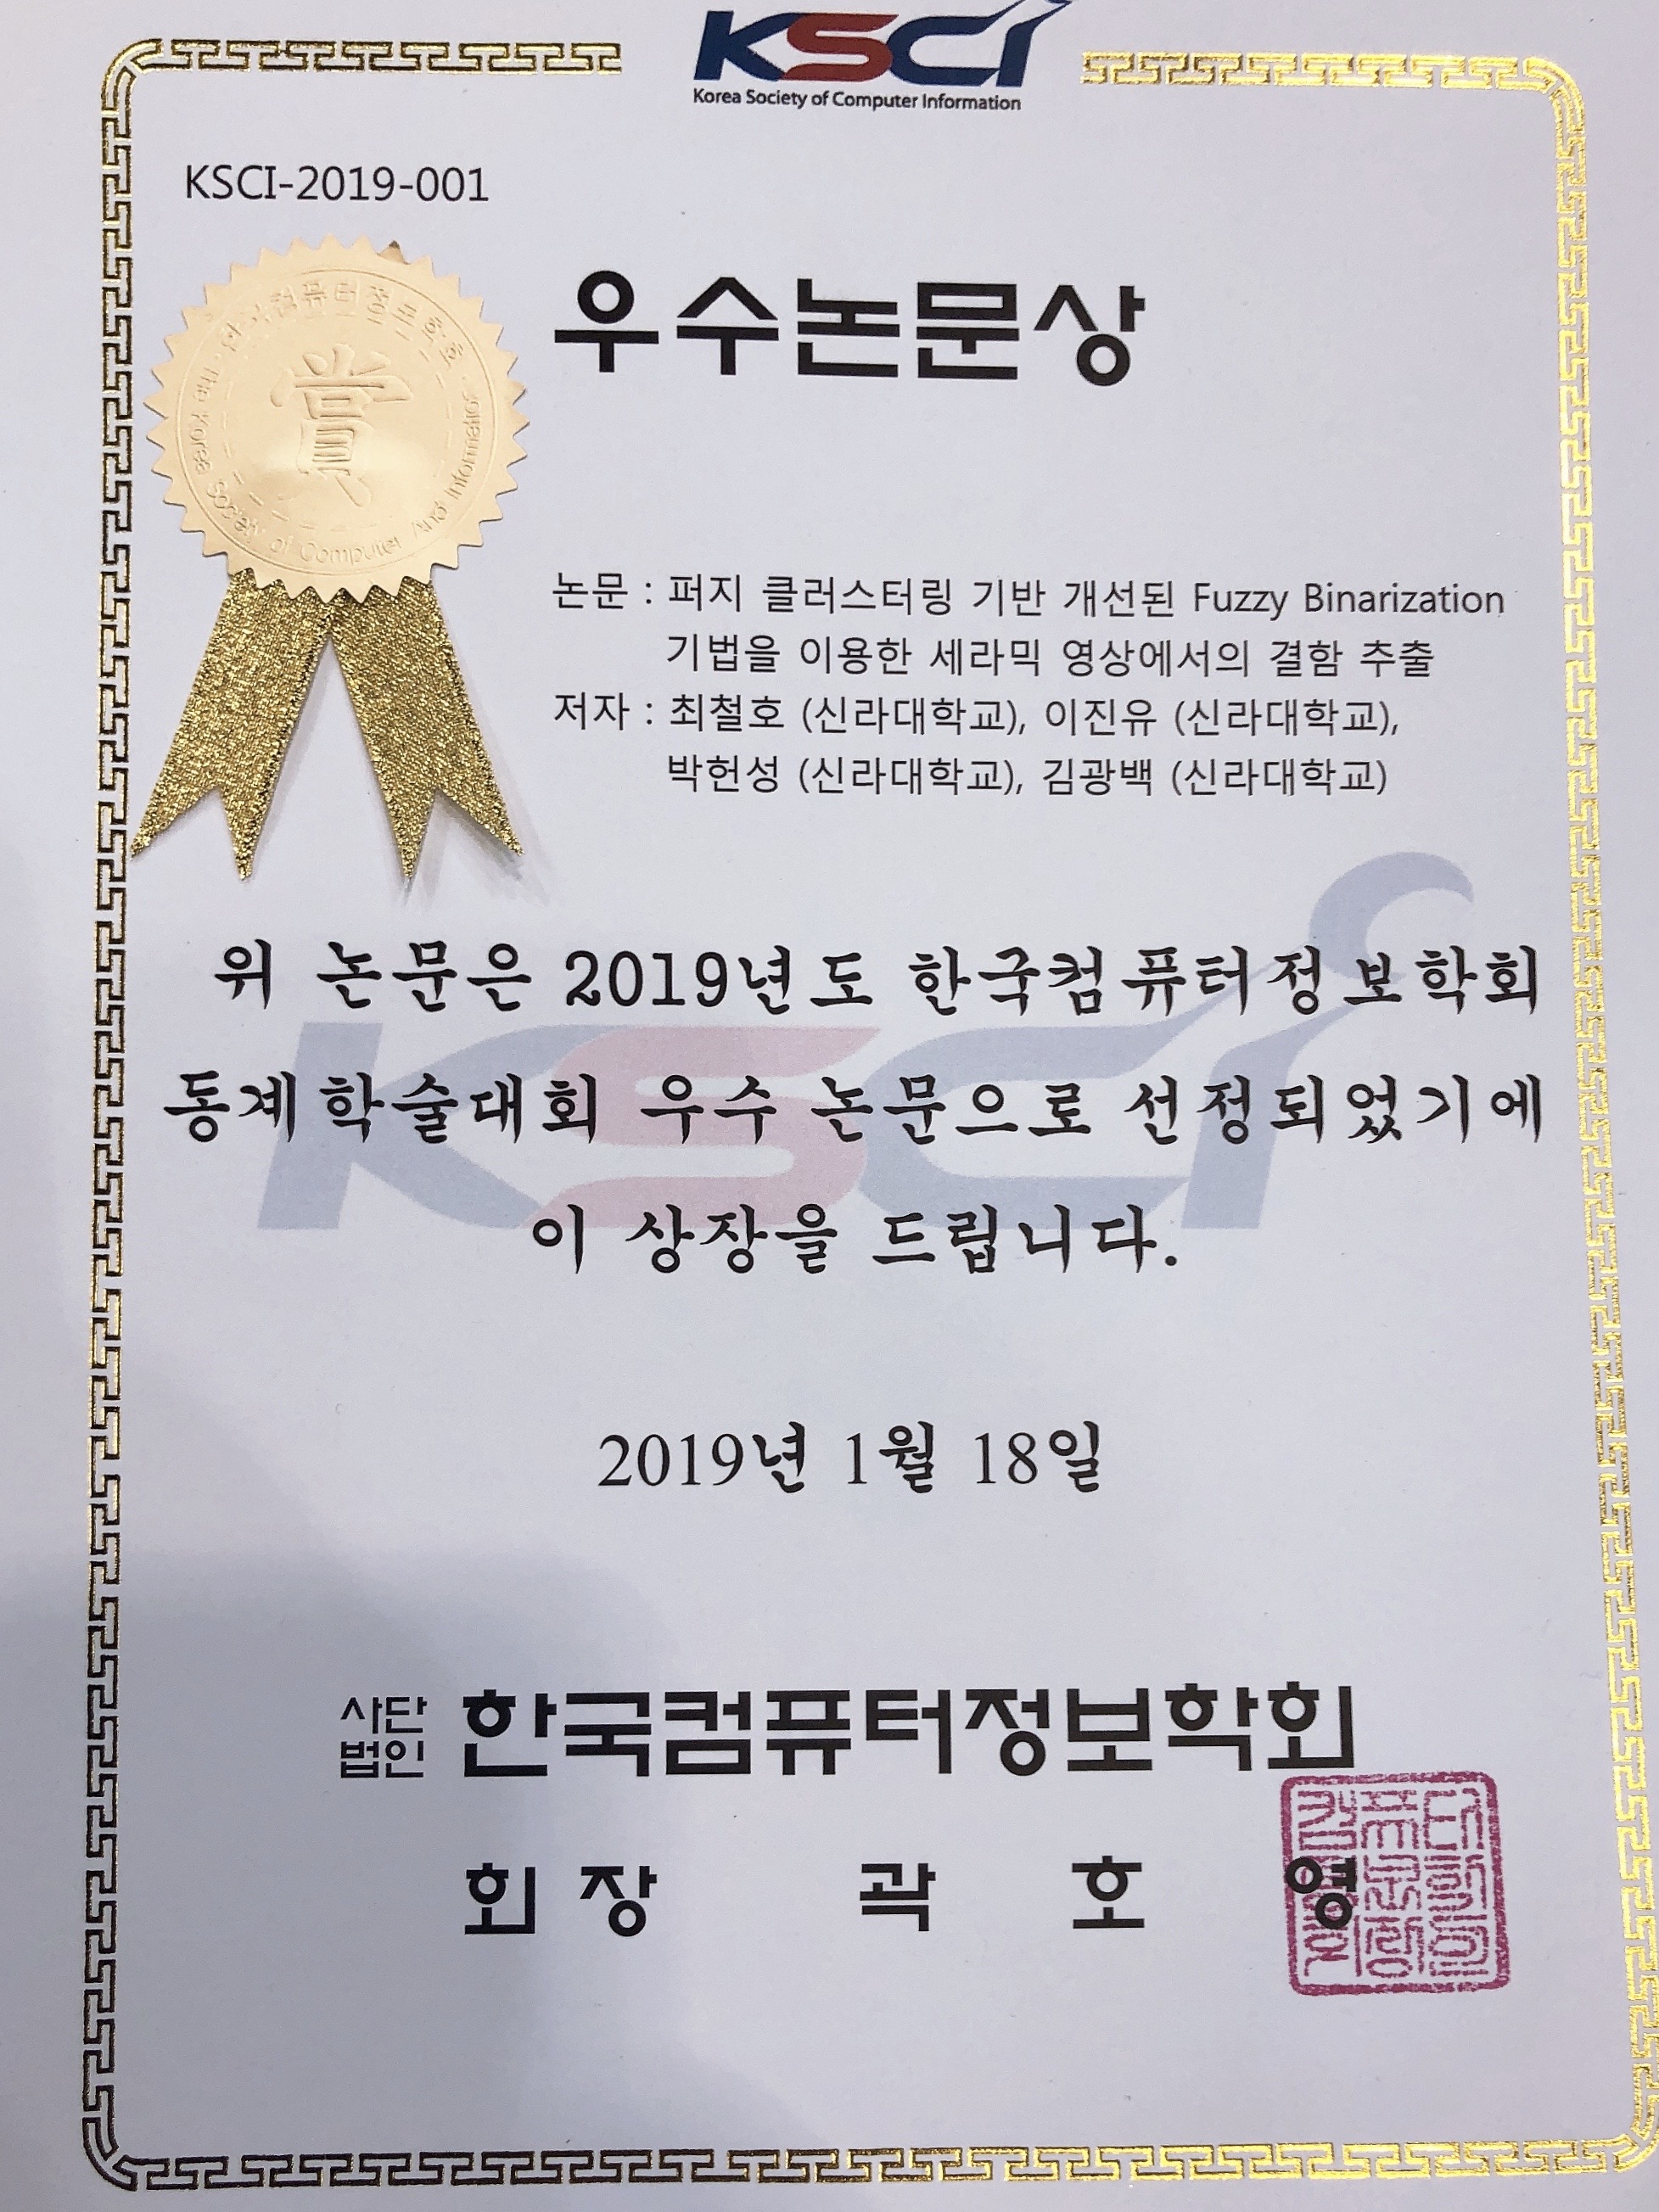 KSCI
Korea Society of Computer Information
KSCI-2019-001
한국컴퓨터정보학회
賞
The Korea Society of Computer And Information
우수논문상
논문 : 퍼지 클러스터링 기반 개선된 Fuzzy Binarization
기법을 이용한 세라믹 영상에서의 결함 추출
저자 : 최철호 (신라대학교), 이진유 (신라대학교),
박헌성 (신라대학교), 김광백 (신라대학교)
KSCI
위 논문은 2019년도 한국컴퓨터정보학회
동계학술대회 우수 논문으로 선정되었기에
이 상장을 드립니다.
2019년 1월 18일
사단법인 한국컴퓨터정보학회
회장 곽호영